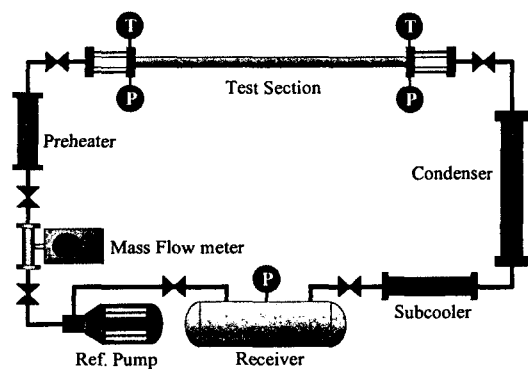 T
T
P
P
Test Section
Preheater
Condenser
Mass Flow meter
P
Subcooler
Ref. Pump
Receiver